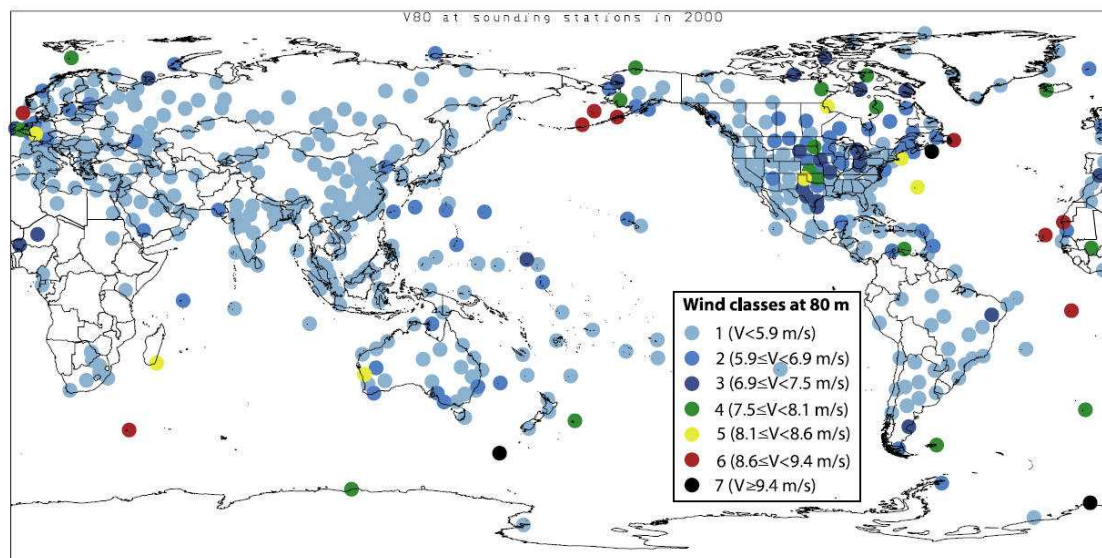 V80 at sounding stations in 2000
Wind classes at 80 m
1 (V<5.9 m/s)
2 (5.9≤V<6.9 m/s)
3 (6.9≤V<7.5 m/s)
4 (7.5≤V<8.1 m/s)
5 (8.1≤V<8.6 m/s)
6 (8.6≤V<9.4 m/s)
7 (V≥9.4 m/s)